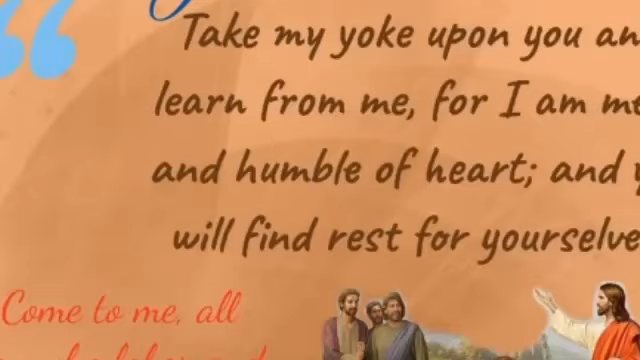 Take my yoke upon you an
learn from me, for I am me
and humble of heart; and y
will find rest for yourselve
Come to me, all